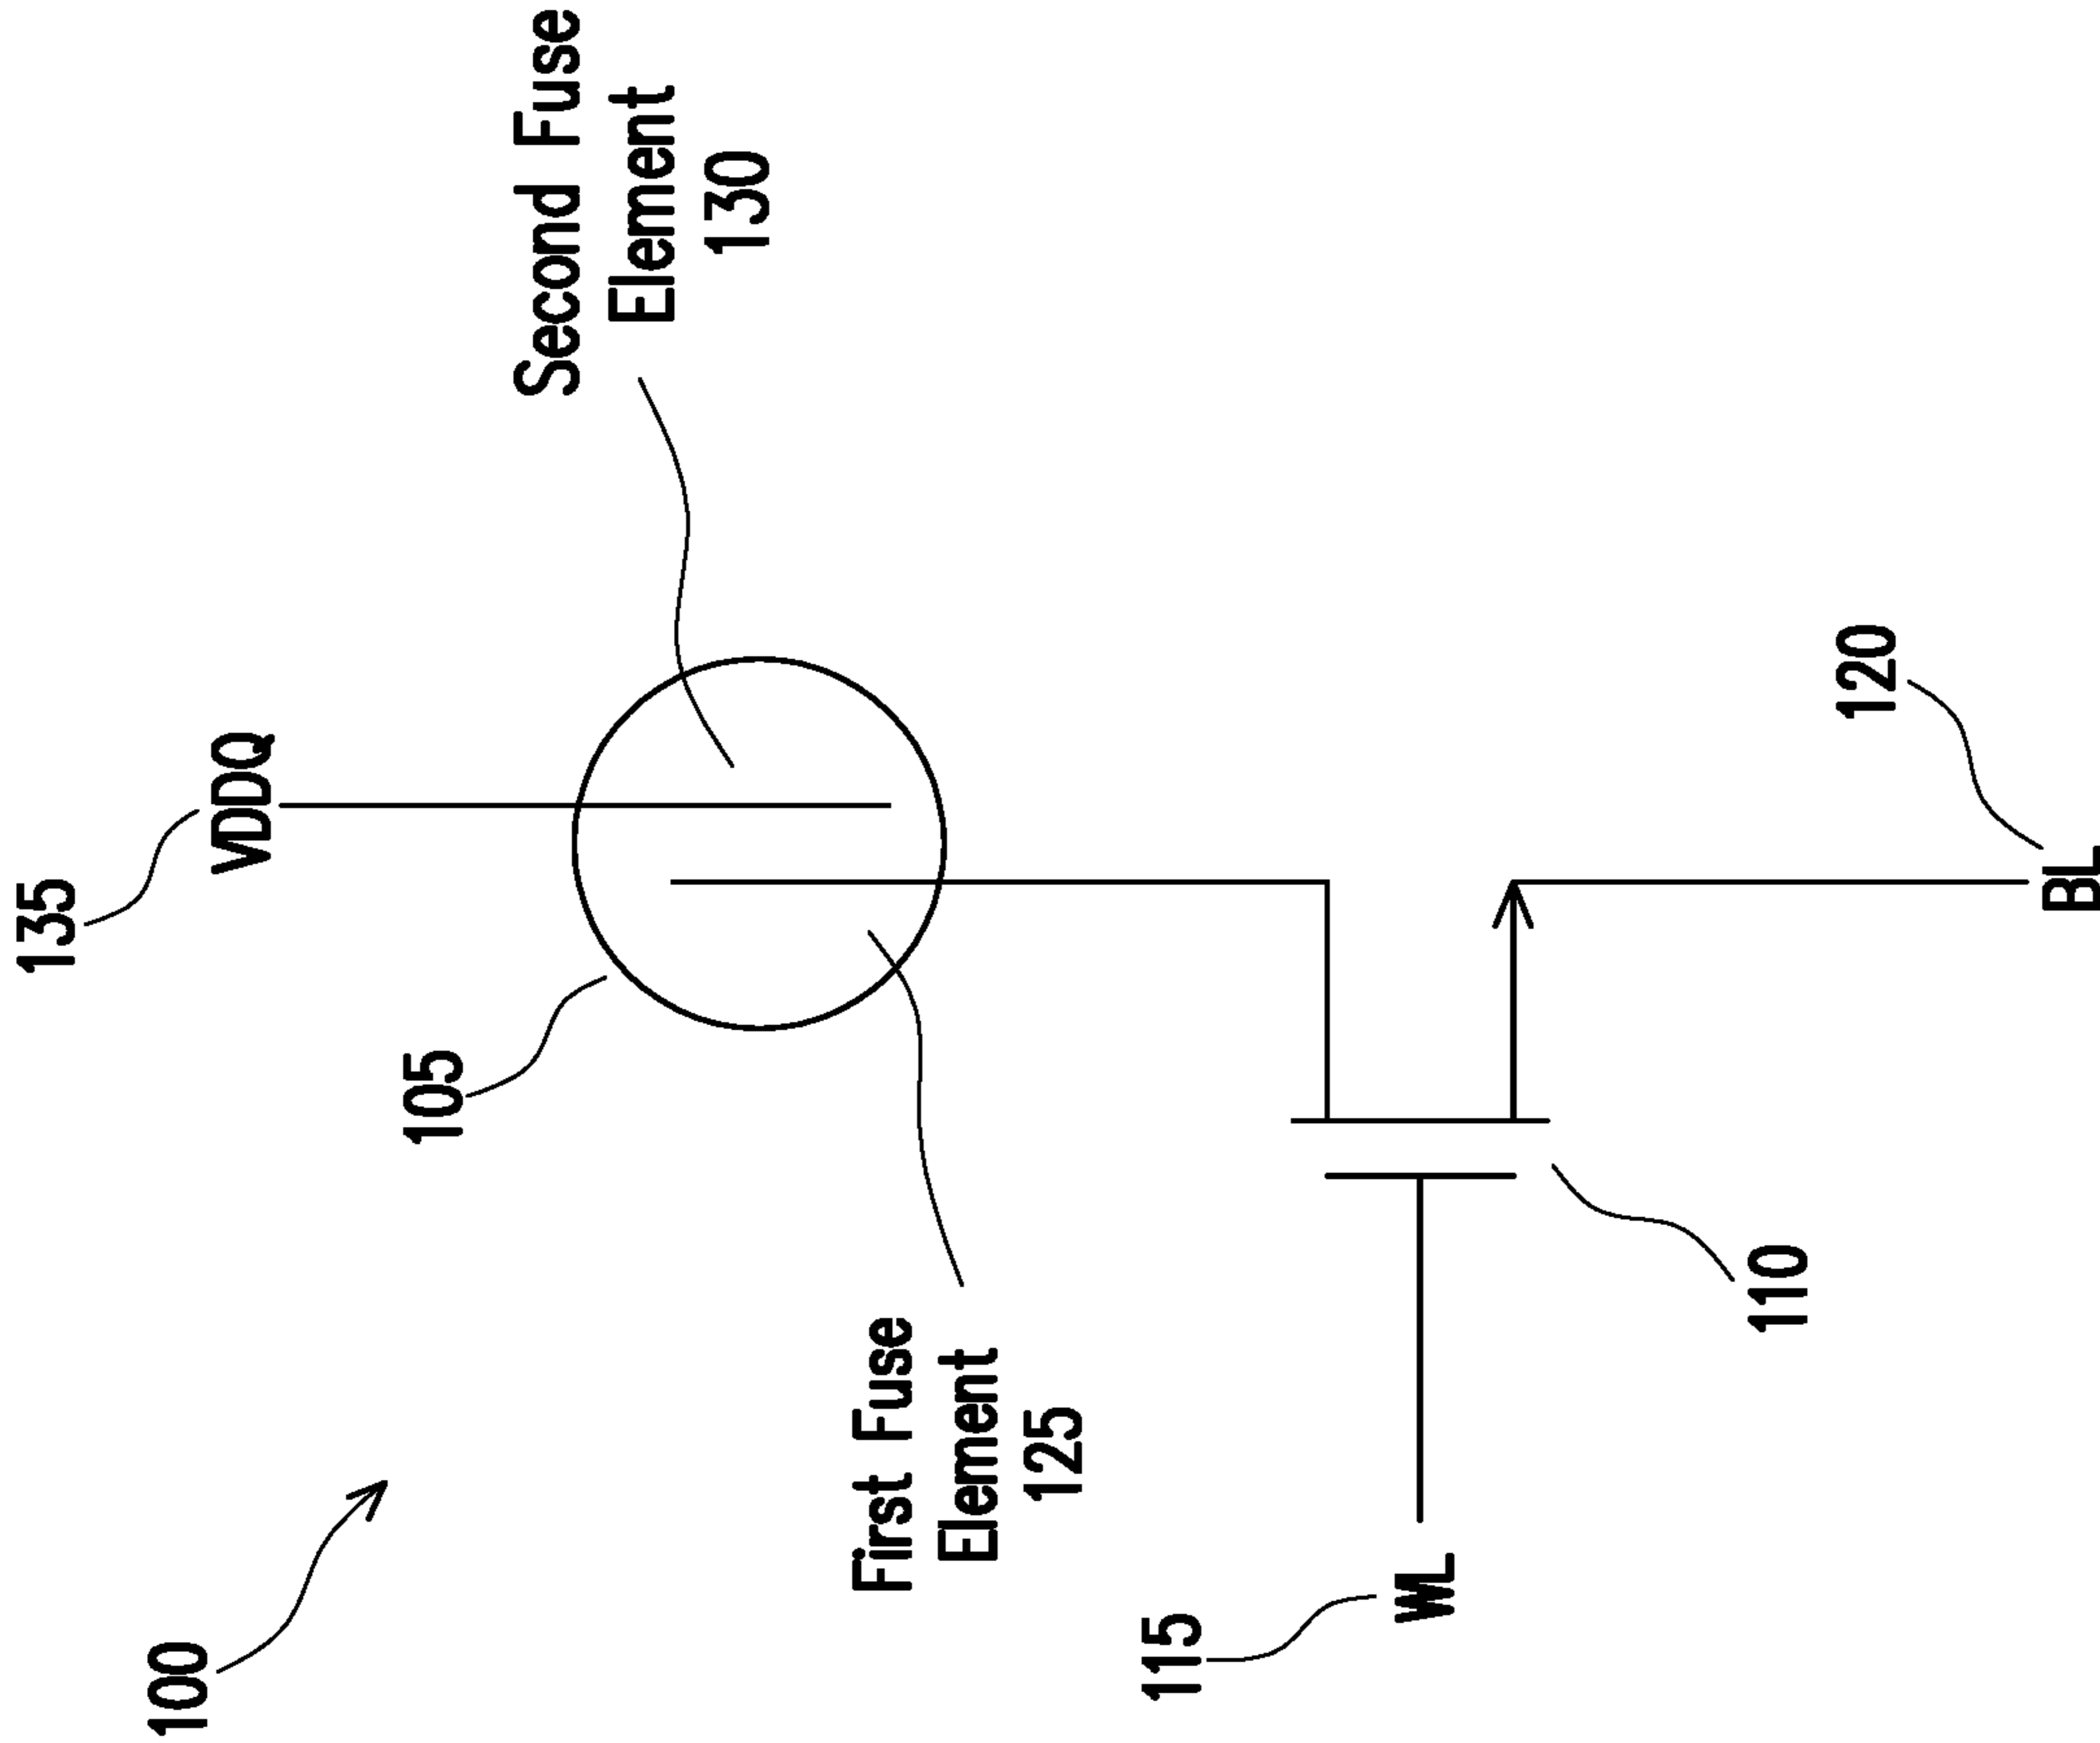 100
135
VDDQ
105
Second Fuse
Element
130
First Fuse
Element
125
115
WL
110
120
BL